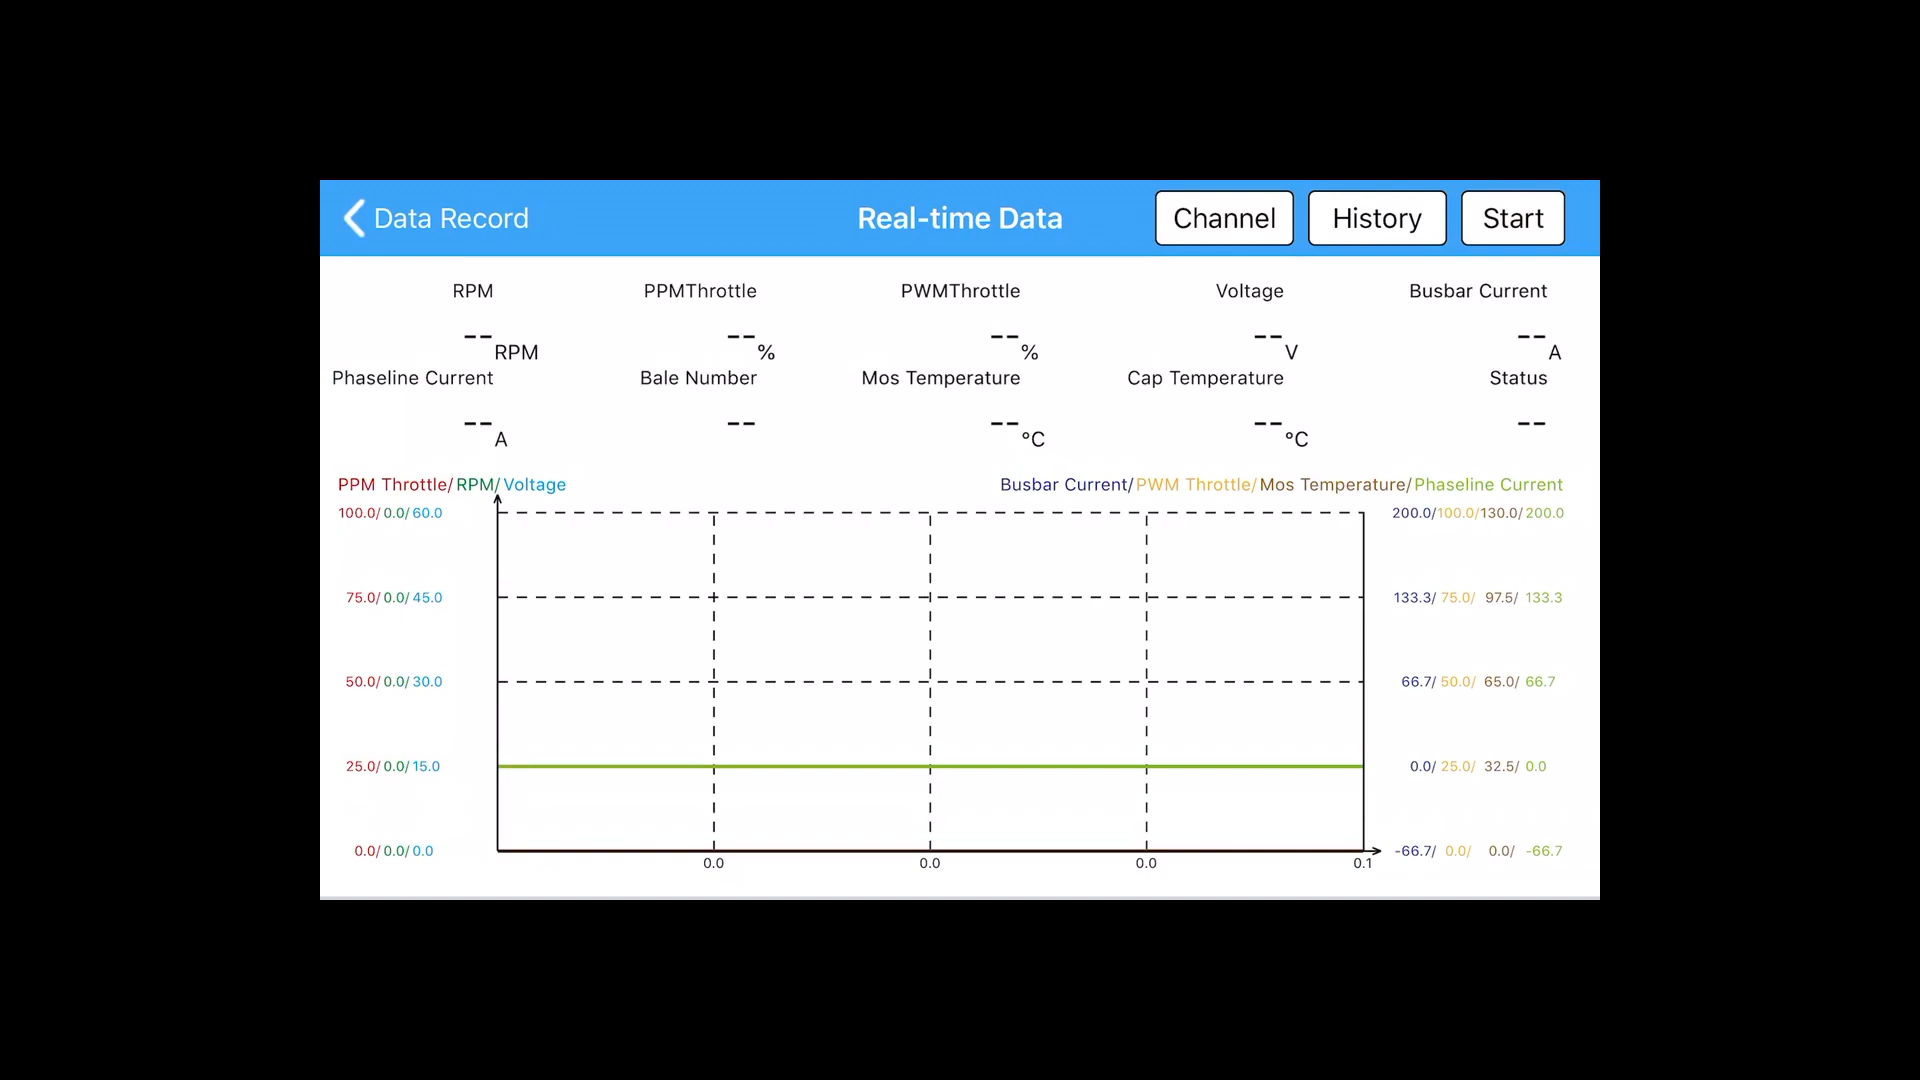 Data Record Real-time Data Channel History Start
RPM PPMThrottle PWMThrottle Voltage Busbar Current
--RPM --% --% --V --A
Phaseline Current Bale Number Mos Temperature Cap Temperature Status
--A -- --°C --°C --
PPM Throttle/RPM/Voltage Busbar Current/PWM Throttle/Mos Temperature/Phaseline Current
100.0/0.0/60.0 200.0/100.0/130.0/200.0
75.0/0.0/45.0 133.3/75.0/97.5/133.3
50.0/0.0/30.0 66.7/50.0/65.0/66.7
25.0/0.0/15.0 0.0/25.0/32.5/0.0
0.0/0.0/0.0 -66.7/0.0/0.0/-66.7
0.0 0.0 0.0 0.1